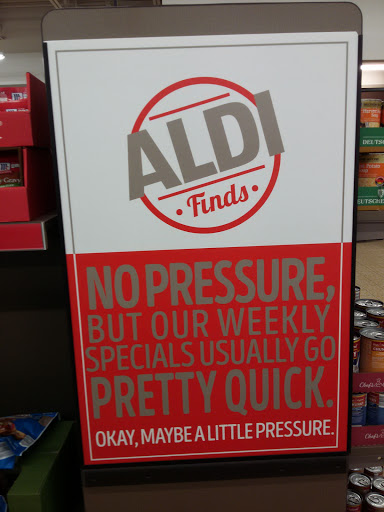 ALDI
• Finds •
NO PRESSURE,
BUT OUR WEEKLY
SPECIALS USUALLY GO
PRETTY QUICK.
OKAY, MAYBE A LITTLE PRESSURE.